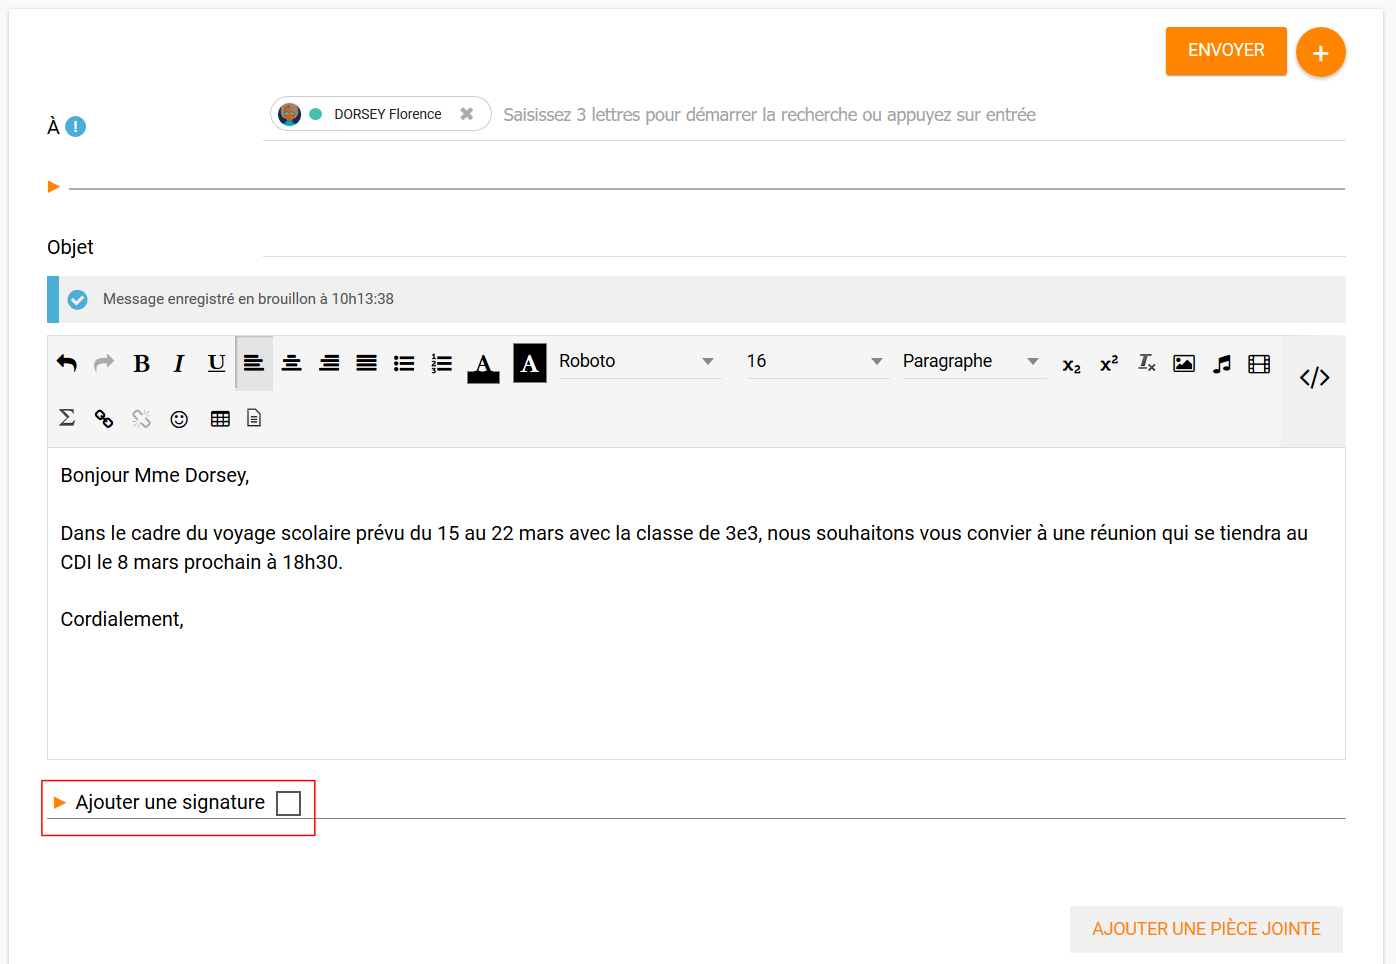 ENVOYER
+
À !
DORSEY Florence ✖ Saisissez 3 lettres pour démarrer la recherche ou appuyez sur entrée
Objet
Message enregistré en brouillon à 10h13:38
B I U A A Roboto 16 Paragraphe x₂ x² Tx </>
Σ
Bonjour Mme Dorsey,
Dans le cadre du voyage scolaire prévu du 15 au 22 mars avec la classe de 3e3, nous souhaitons vous convier à une réunion qui se tiendra au
CDI le 8 mars prochain à 18h30.
Cordialement,
Ajouter une signature
AJOUTER UNE PIÈCE JOINTE